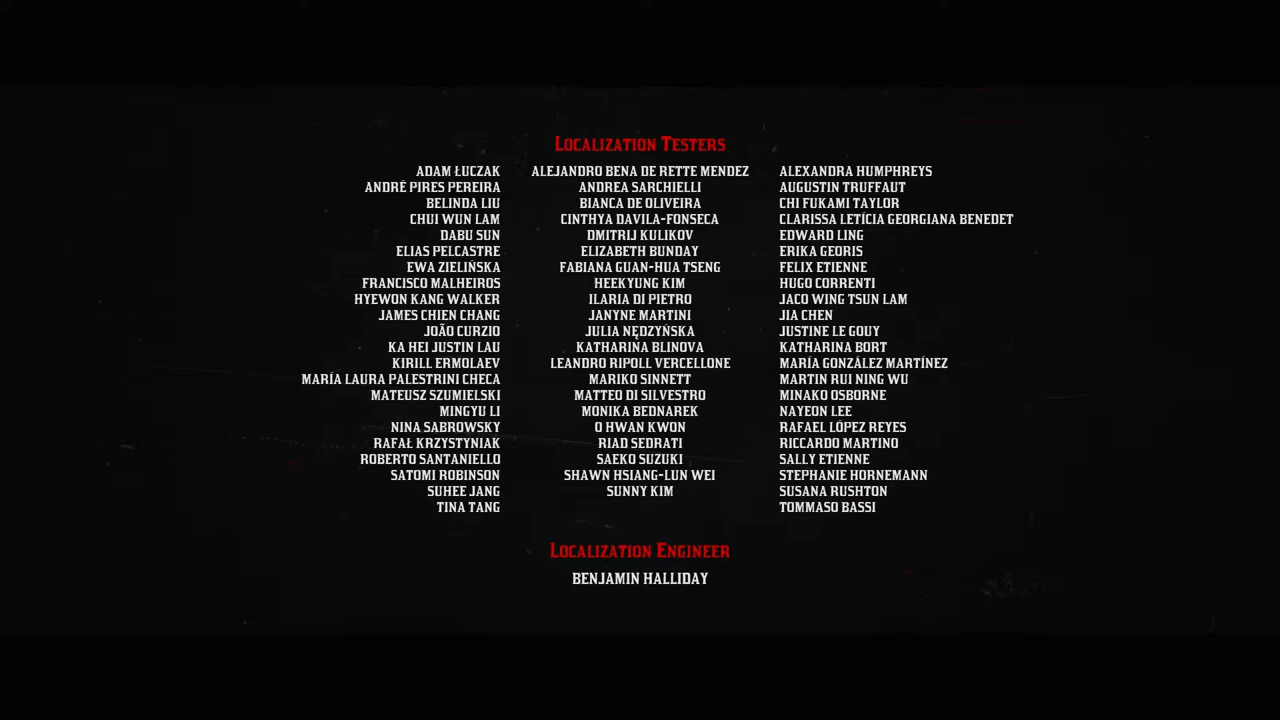 Localization Testers
ADAM ŁUCZAK ALEJANDRO BENA DE RETTE MENDEZ ALEXANDRA HUMPHREYS
ANDRÉ PIRES PEREIRA ANDREA SARCHIELLI AUGUSTIN TRUFFAUT
BELINDA LIU BIANCA DE OLIVEIRA CHI FUKAMI TAYLOR
CHUI WUN LAM CINTHYA DAVILA-FONSECA CLARISSA LETÍCIA GEORGIANA BENEDET
DABU SUN DMITRIJ KULIKOV EDWARD LING
ELIAS PELCASTRE ELIZABETH BUNDAY ERIKA GEORIS
EWA ZIELIŃSKA FABIANA GUAN-HUA TSENG FELIX ETIENNE
FRANCISCO MALHEIROS HEEKYUNG KIM HUGO CORRENTI
HYEWON KANG WALKER ILARIA DI PIETRO JACO WING TSUN LAM
JAMES CHIEN CHANG JANYNE MARTINI JIA CHEN
JOÃO CURZIO JULIA NĘDZYŃSKA JUSTINE LE GOUY
KA HEI JUSTIN LAU KATHARINA BLINOVA KATHARINA BORT
KIRILL ERMOLAEV LEANDRO RIPOLL VERCELLONE MARÍA GONZÁLEZ MARTÍNEZ
MARÍA LAURA PALESTRINI CHECA MARIKO SINNETT MARTIN RUI NING WU
MATEUSZ SZUMIELSKI MATTEO DI SILVESTRO MINAKO OSBORNE
MINGYU LI MONIKA BEDNAREK NAYEON LEE
NINA SABROWSKY O HWAN KWON RAFAEL LÓPEZ REYES
RAFAŁ KRZYSTYNIAK RIAD SEDRATI RICCARDO MARTINO
ROBERTO SANTANIELLO SAEKO SUZUKI SALLY ETIENNE
SATOMI ROBINSON SHAWN HSIANG-LUN WEI STEPHANIE HORNEMANN
SUHEE JANG SUNNY KIM SUSANA RUSHTON
TINA TANG TOMMASO BASSI
Localization Engineer
BENJAMIN HALLIDAY